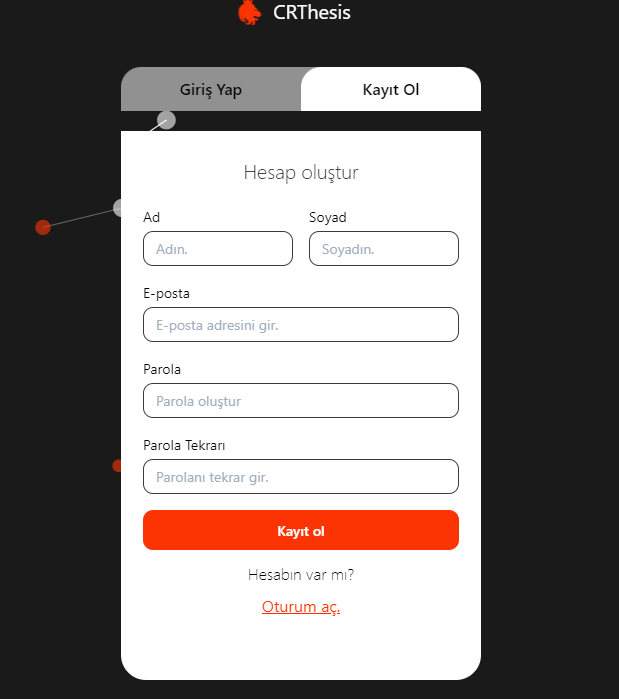 CRThesis
Giriş Yap Kayıt Ol
Hesap oluştur
Ad Soyad
Adın. Soyadın.
E-posta
E-posta adresini gir.
Parola
Parola oluştur
Parola Tekrarı
Parolanı tekrar gir.
Kayıt ol
Hesabın var mı?
Oturum aç.